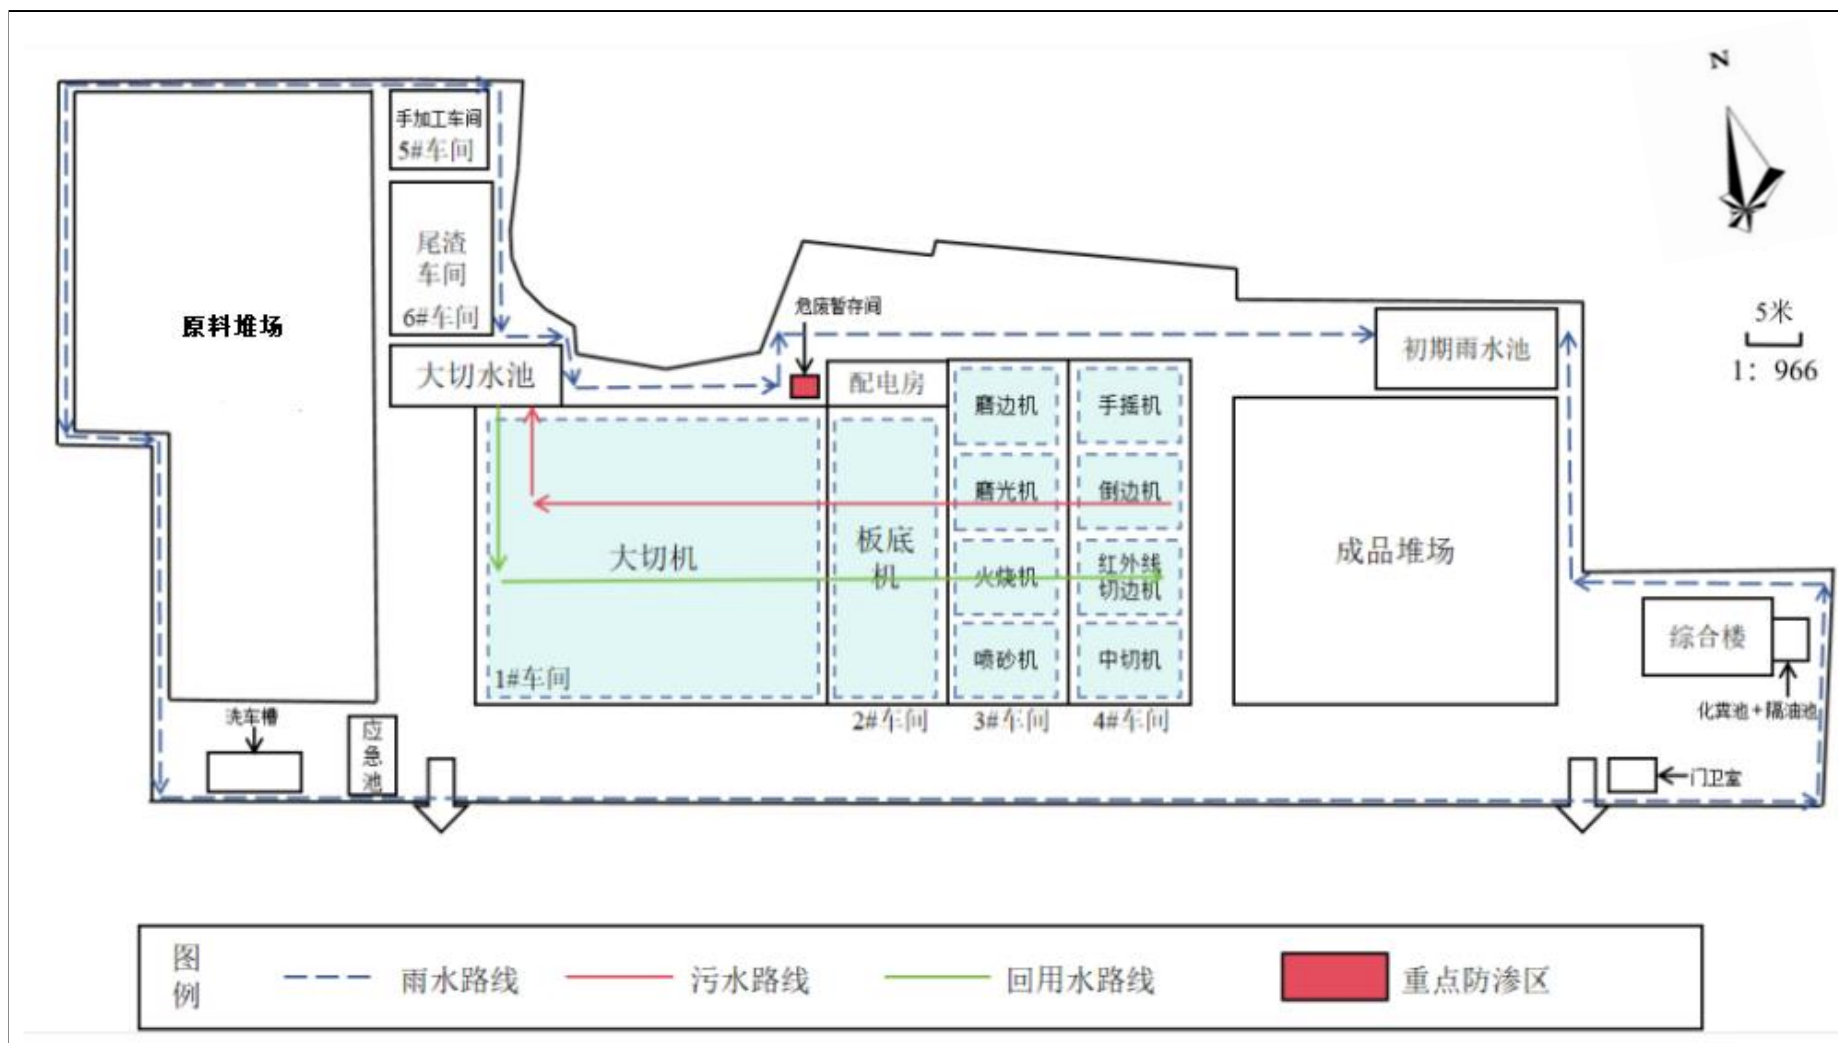 N
手加工车间
5#车间
尾渣
车间
6#车间
原料堆场
大切水池
危废暂存间
配电房
初期雨水池
5米
1：966
磨边机
手摇机
磨光机
倒边机
大切机
板底
机
火烧机
红外线
切边机
喷砂机
中切机
1#车间
2#车间
3#车间
4#车间
成品堆场
综合楼
化粪池+隔油池
洗车槽
应
急
池
门卫室
图
例
雨水路线
污水路线
回用水路线
重点防渗区